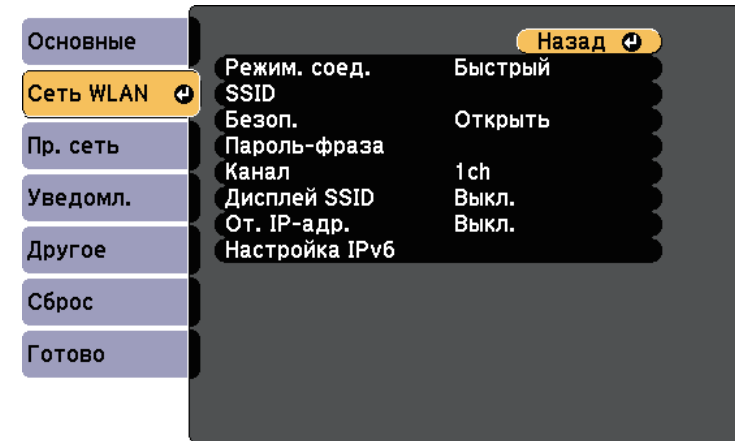 Основные
Сеть WLAN
Пр. сеть
Уведомл.
Другое
Сброс
Готово
Назад
Режим. соед. Быстрый
SSID
Безоп. Открыть
Пароль-фраза
Канал 1ch
Дисплей SSID Выкл.
От. IP-адр. Выкл.
Настройка IPv6